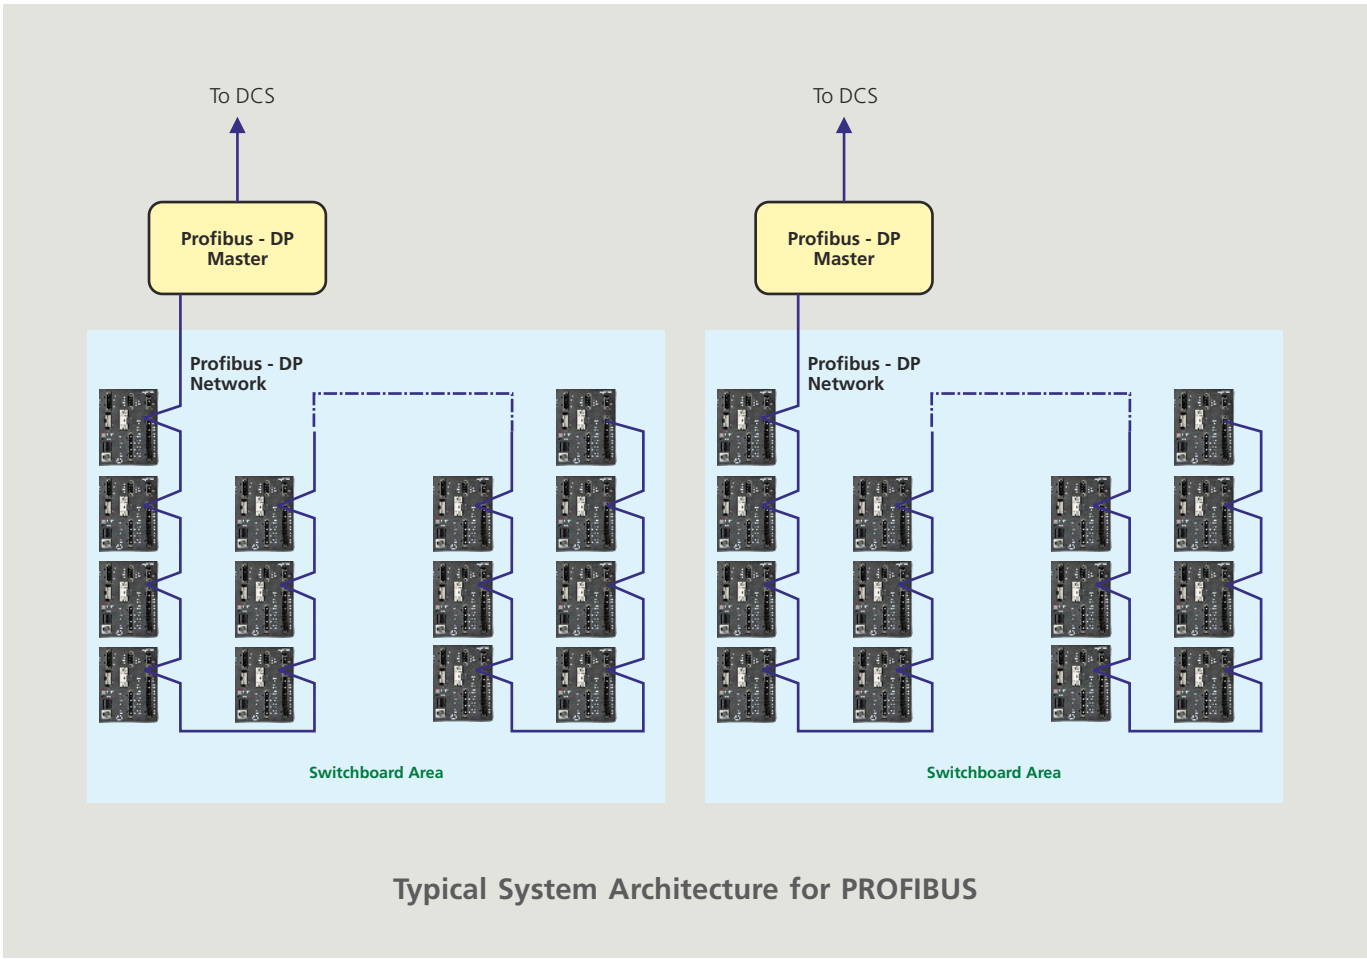 To DCS
To DCS
Profibus - DP
Master
Profibus - DP
Master
Profibus - DP
Network
Profibus - DP
Network
Switchboard Area
Switchboard Area
Typical System Architecture for PROFIBUS